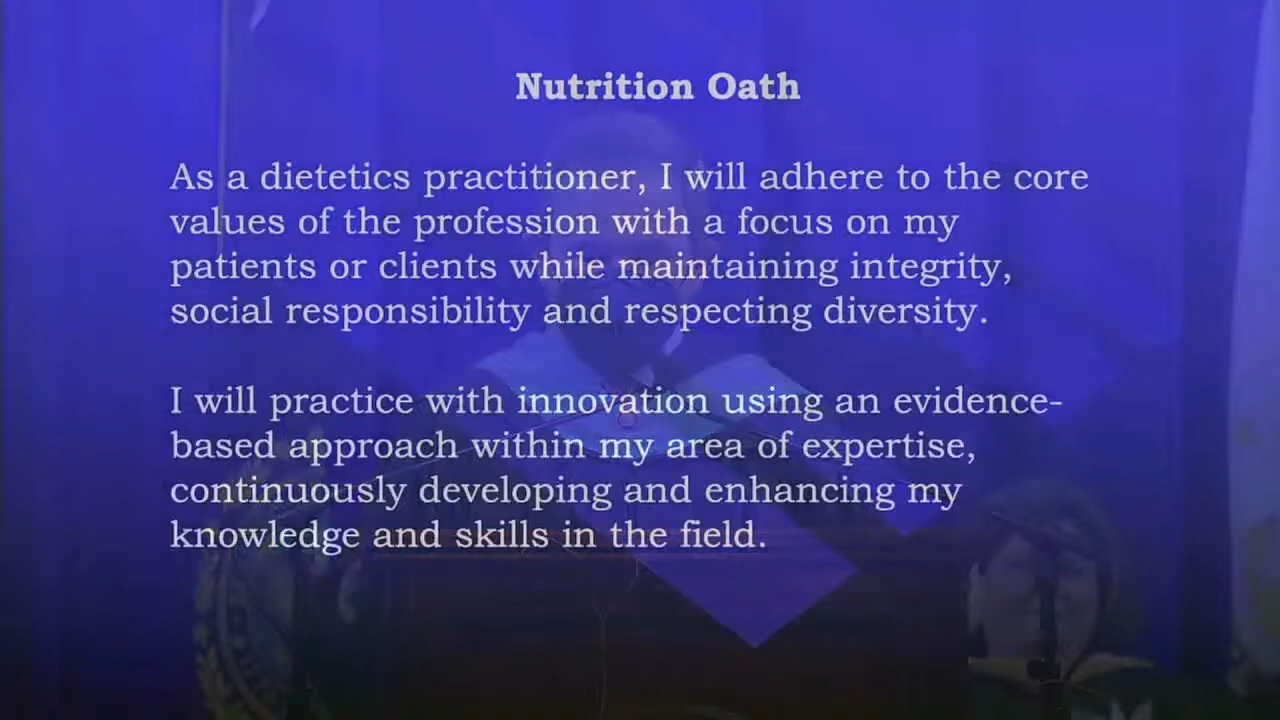 Nutrition Oath
As a dietetics practitioner, I will adhere to the core
values of the profession with a focus on my
patients or clients while maintaining integrity,
social responsibility and respecting diversity.
I will practice with innovation using an evidence-
based approach within my area of expertise,
continuously developing and enhancing my
knowledge and skills in the field.